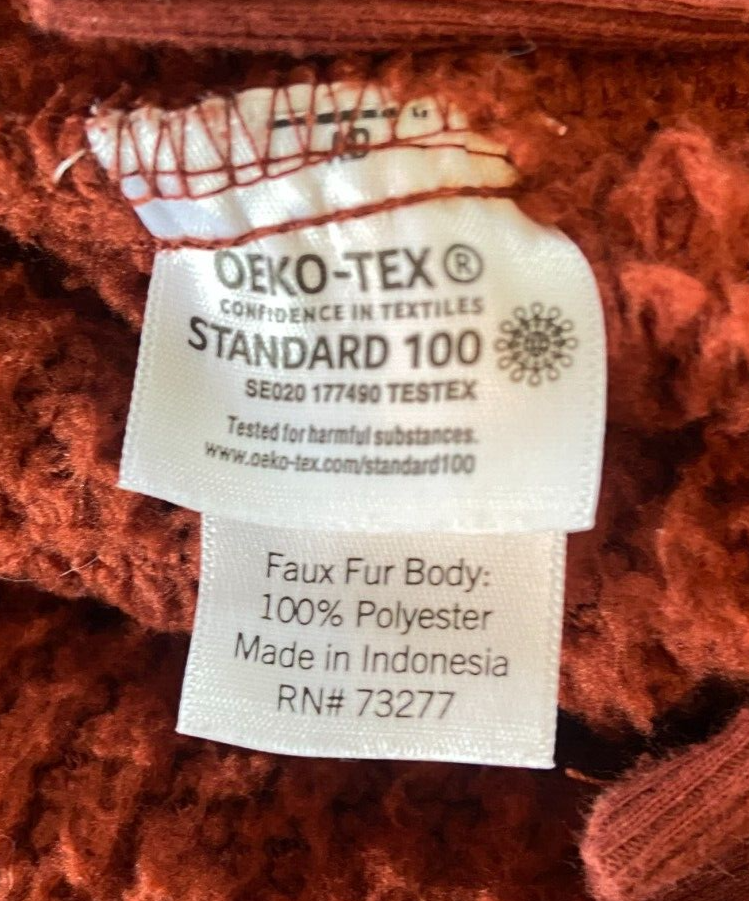 OEKO-TEX ®
CONFIDENCE IN TEXTILES
STANDARD 100
SE020 177490 TESTEX
Tested for harmful substances.
www.oeko-tex.com/standard100
Faux Fur Body:
100% Polyester
Made in Indonesia
RN# 73277